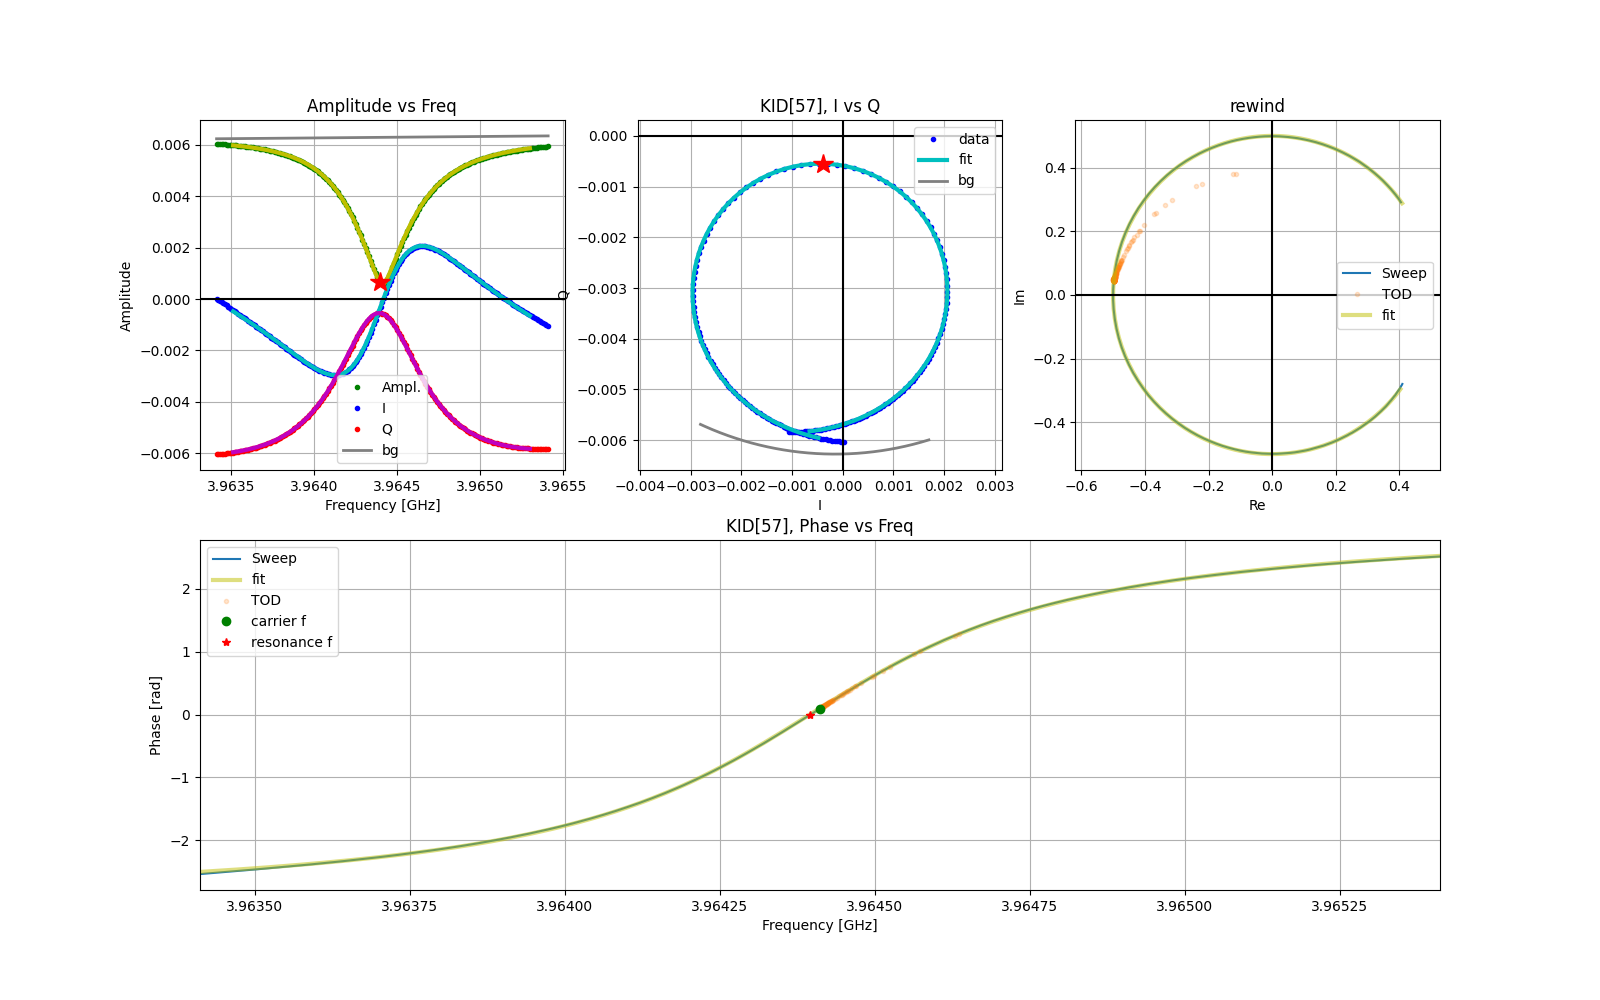 Amplitude vs Freq
0.006
0.004
0.002
0.000
−0.002
−0.004
−0.006
Amplitude
Ampl.
I
Q
bg
3.9635 3.9640 3.9645 3.9650 3.9655
Frequency [GHz]
KID[57], I vs Q
0.000
−0.001
−0.002
−0.003
−0.004
−0.005
−0.006
Q
data
fit
bg
−0.004 −0.003 −0.002 −0.001 0.000 0.001 0.002 0.003
I
rewind
0.4
0.2
0.0
−0.2
−0.4
Im
Sweep
TOD
fit
−0.6 −0.4 −0.2 0.0 0.2 0.4
Re
KID[57], Phase vs Freq
2
1
0
−1
−2
Phase [rad]
Sweep
fit
TOD
carrier f
resonance f
3.96350 3.96375 3.96400 3.96425 3.96450 3.96475 3.96500 3.96525
Frequency [GHz]